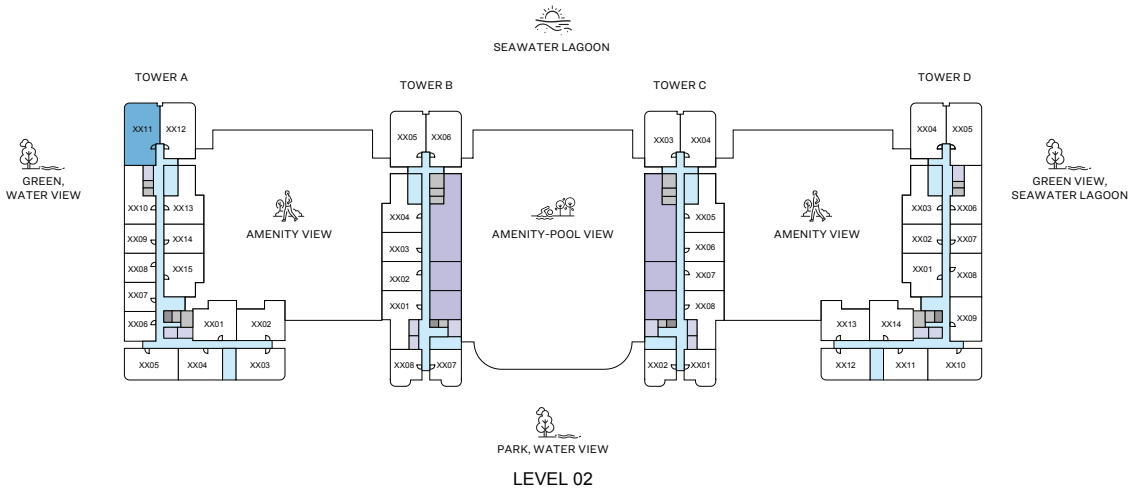 SEAWATER LAGOON
TOWER A
TOWER B
TOWER C
TOWER D
XX11
XX12
XX05
XX06
XX03
XX04
XX04
XX05
GREEN,
WATER VIEW
GREEN VIEW,
SEAWATER LAGOON
XX10
XX13
XX04
XX05
XX03
XX06
AMENITY VIEW
AMENITY-POOL VIEW
AMENITY VIEW
XX09
XX14
XX03
XX06
XX02
XX07
XX08
XX15
XX02
XX07
XX01
XX08
XX07
XX01
XX08
XX06
XX01
XX02
XX13
XX14
XX09
XX05
XX04
XX03
XX08
XX07
XX02
XX01
XX12
XX11
XX10
PARK, WATER VIEW
LEVEL 02